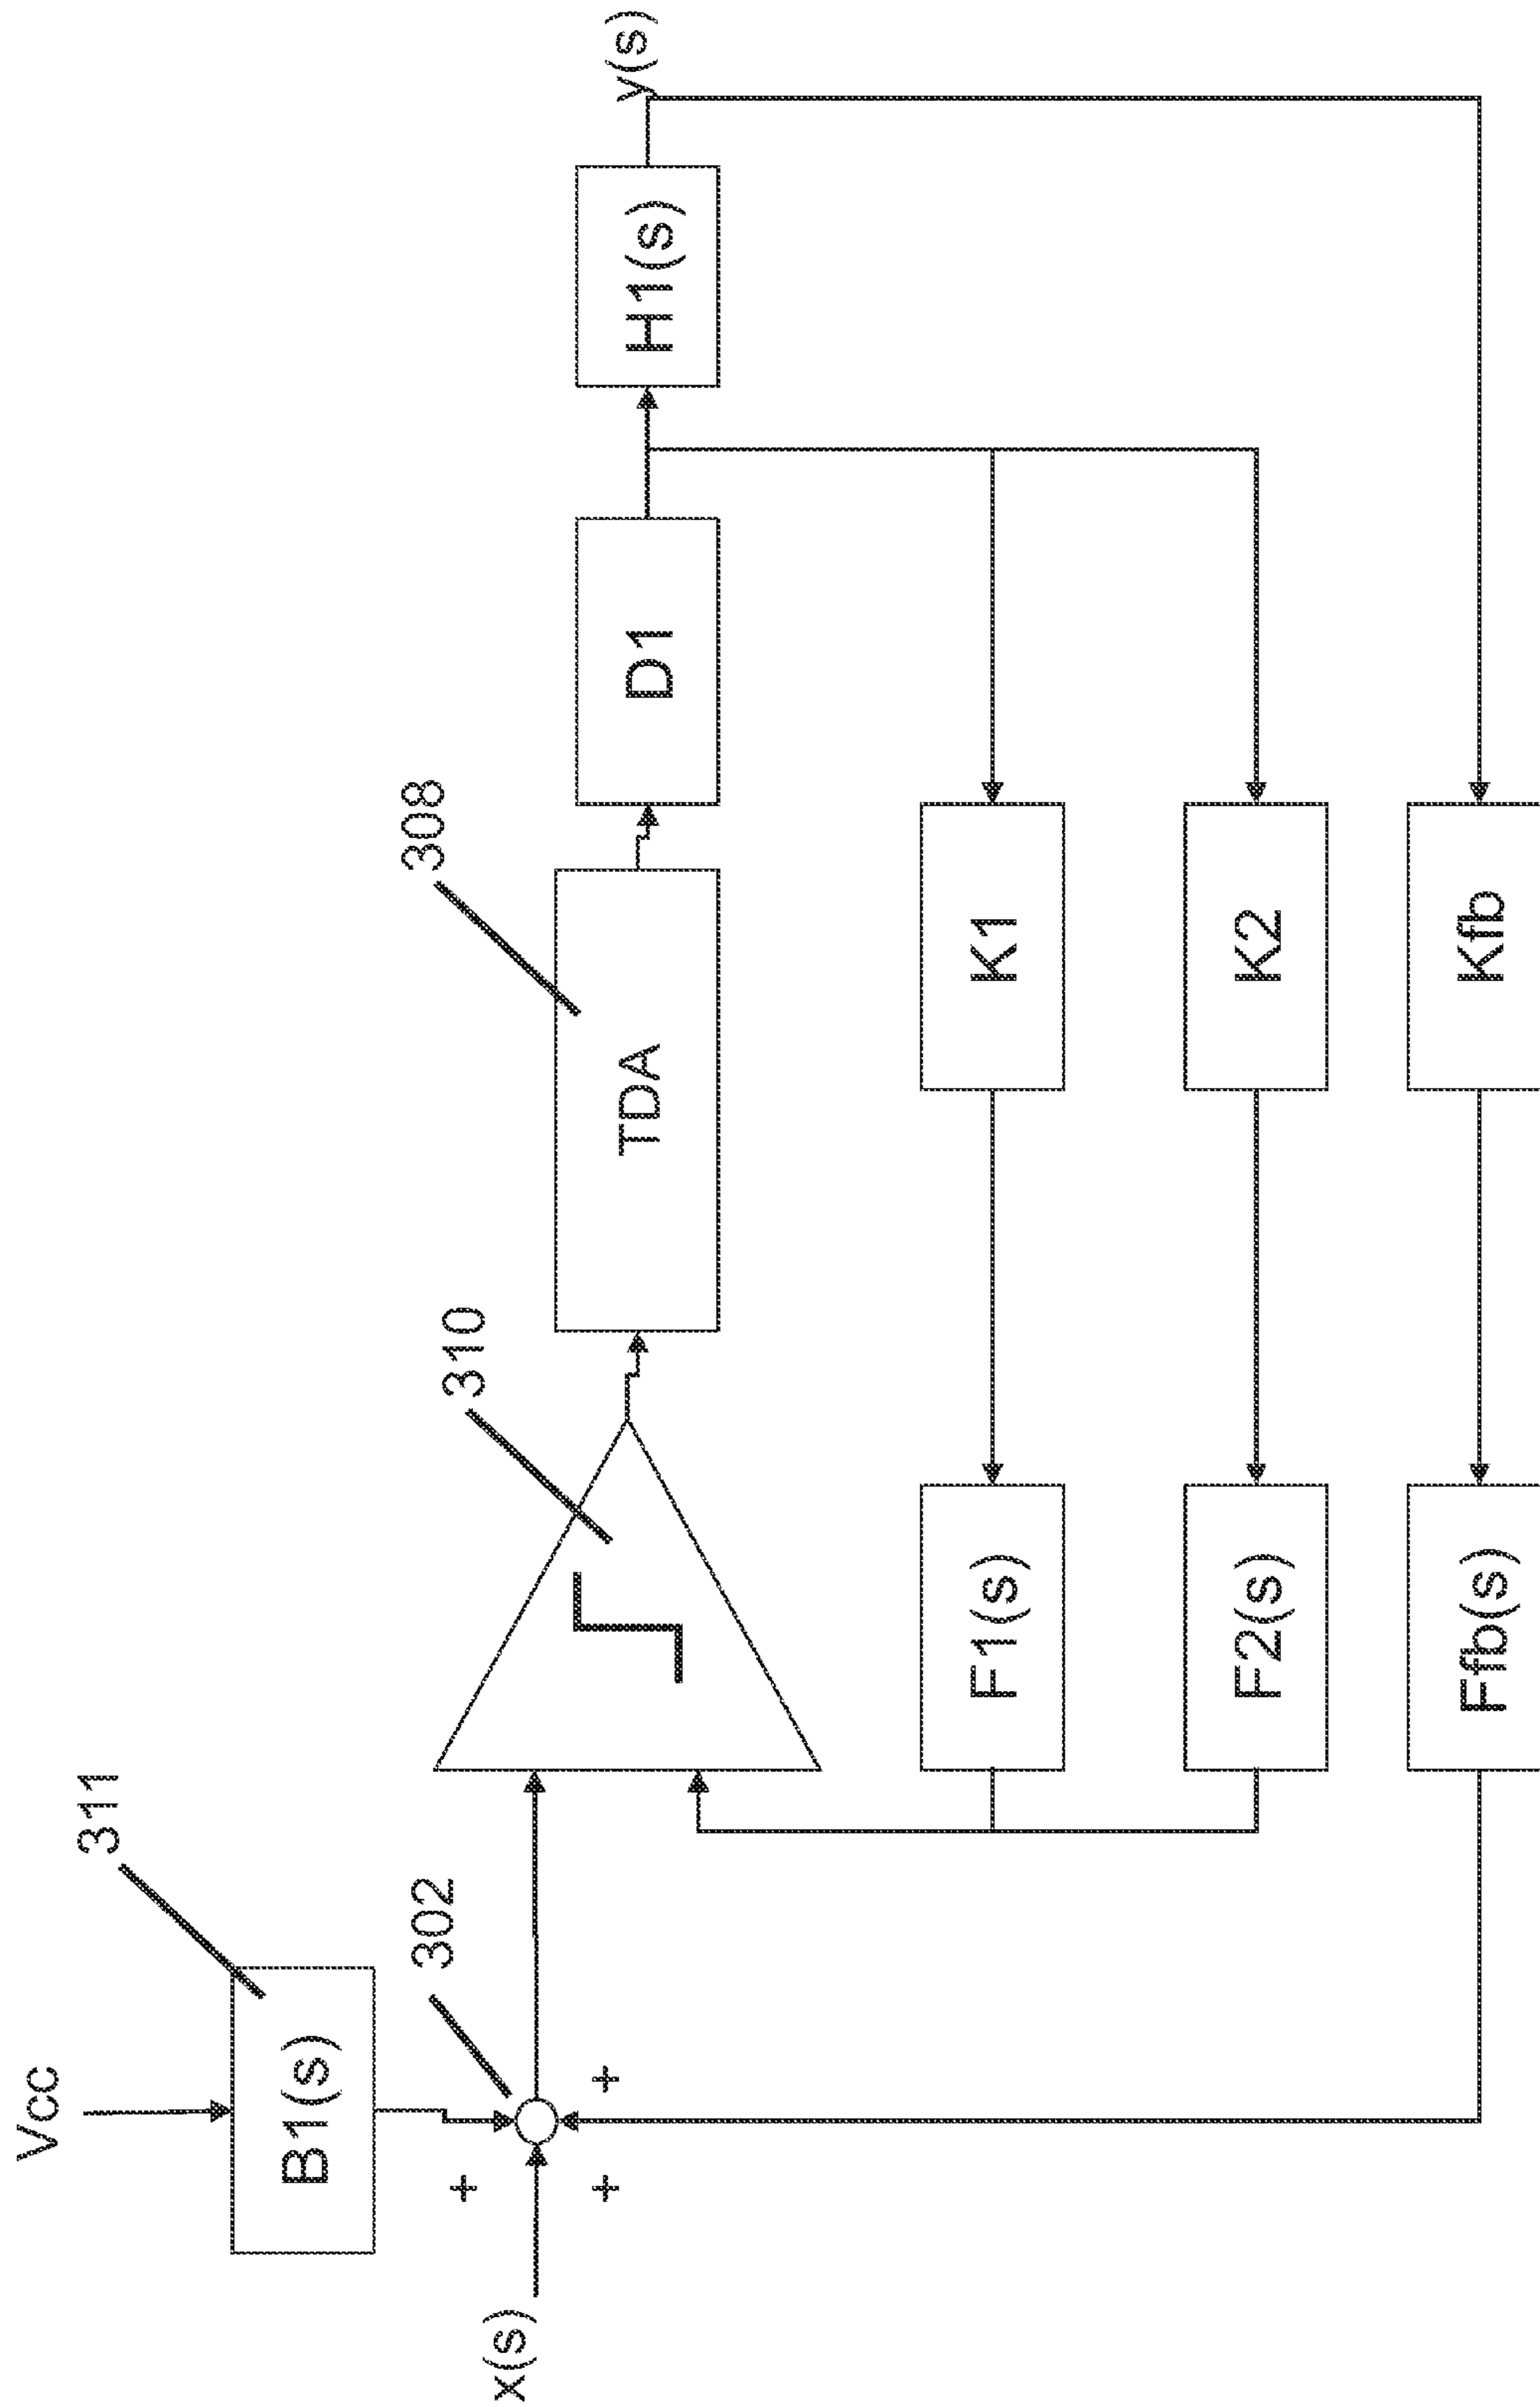 Vcc
311
B1(s)
302
x(s)
+
+
+
310
308
TDA
D1
H1(s)
y(s)
F1(s)
K1
F2(s)
K2
Ffb(s)
Kfb